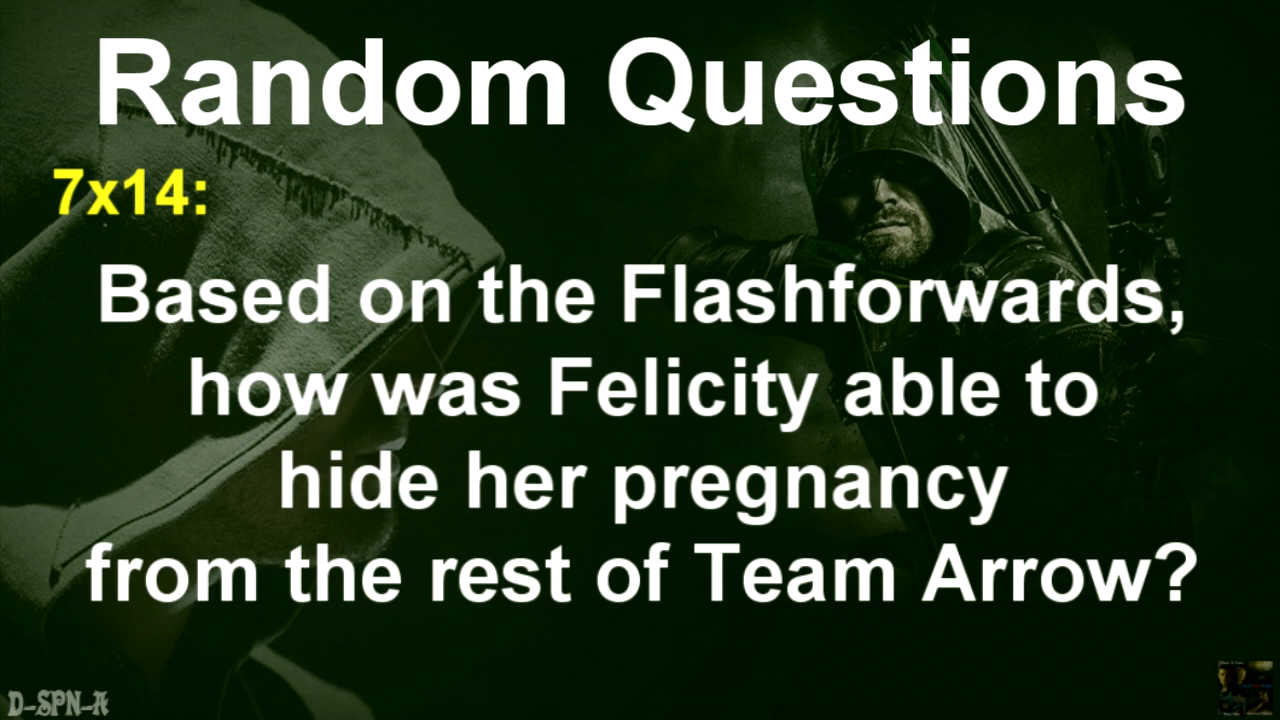 Random Questions
7x14:
Based on the Flashforwards,
how was Felicity able to
hide her pregnancy
from the rest of Team Arrow?
D-SPN-A